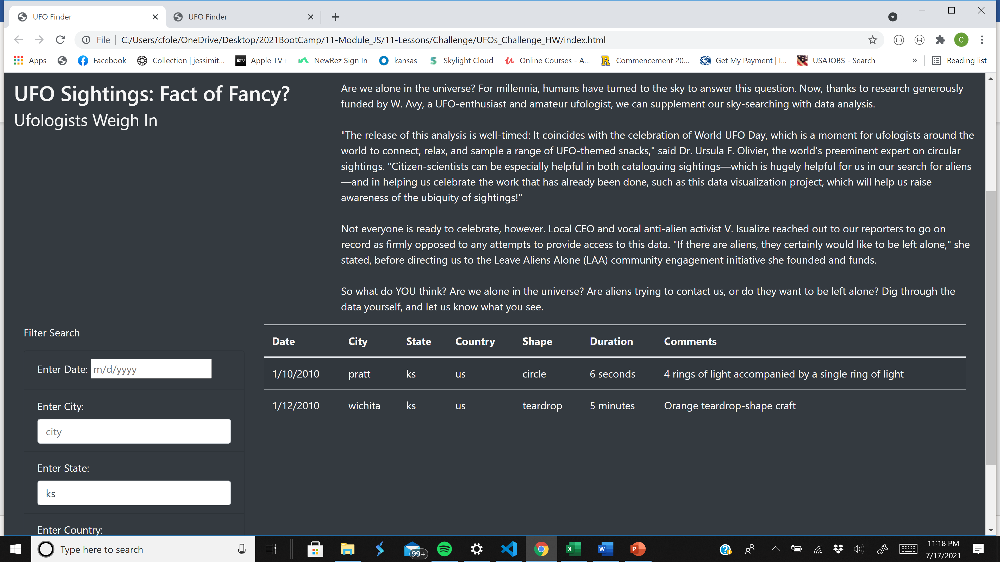 UFO Finder
UFO Finder
File
C:/Users/cfole/OneDrive/Desktop/2021BootCamp/11-Module_JS/11-Lessons/Challenge/UFOs_Challenge_HW/index.html
C
Apps
Facebook
Collection | jessimit...
tv
Apple TV+
NewRez Sign In
kansas
S
Skylight Cloud
Online Courses - A...
R
Commencement 20...
Get My Payment | I...
USAJOBS - Search
»
Reading list
UFO Sightings: Fact of Fancy?
Ufologists Weigh In
Are we alone in the universe? For millennia, humans have turned to the sky to answer this question. Now, thanks to research generously
funded by W. Avy, a UFO-enthusiast and amateur ufologist, we can supplement our sky-searching with data analysis.
"The release of this analysis is well-timed: It coincides with the celebration of World UFO Day, which is a moment for ufologists around the
world to connect, relax, and sample a range of UFO-themed snacks," said Dr. Ursula F. Olivier, the world's preeminent expert on circular
sightings. "Citizen-scientists can be especially helpful in both cataloguing sightings—which is hugely helpful for us in our search for aliens
—and in helping us celebrate the work that has already been done, such as this data visualization project, which will help us raise
awareness of the ubiquity of sightings!"
Not everyone is ready to celebrate, however. Local CEO and vocal anti-alien activist V. Isualize reached out to our reporters to go on
record as firmly opposed to any attempts to provide access to this data. "If there are aliens, they certainly would like to be left alone," she
stated, before directing us to the Leave Aliens Alone (LAA) community engagement initiative she founded and funds.
So what do YOU think? Are we alone in the universe? Are aliens trying to contact us, or do they want to be left alone? Dig through the
data yourself, and let us know what you see.
Filter Search
Enter Date: m/d/yyyy
Enter City:
city
Enter State:
ks
Enter Country:
Date City State Country Shape Duration Comments
1/10/2010 pratt ks us circle 6 seconds 4 rings of light accompanied by a single ring of light
1/12/2010 wichita ks us teardrop 5 minutes Orange teardrop-shape craft
Type here to search
99+
X
W
P
11:18 PM
7/17/2021